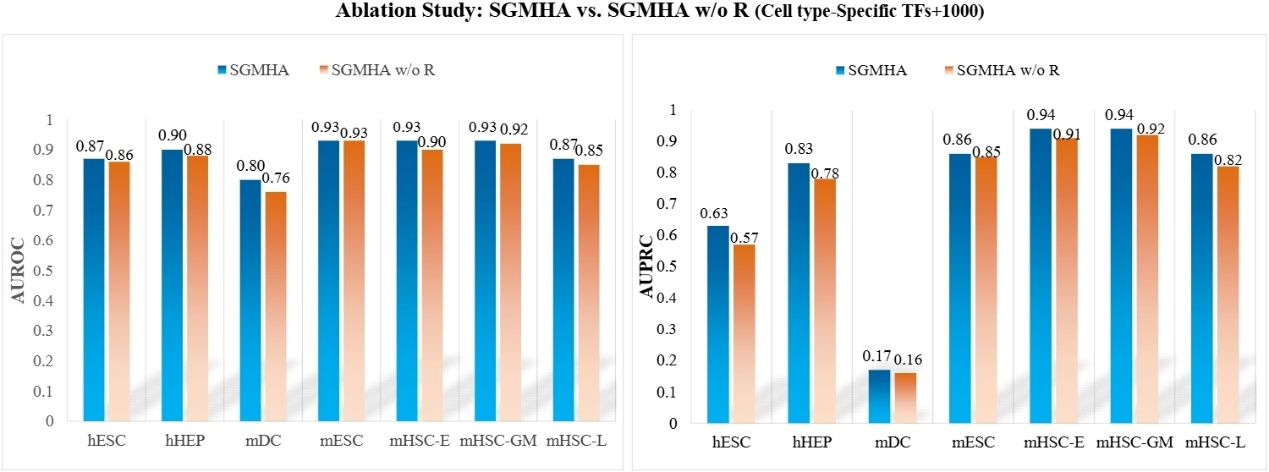 Ablation Study: SGMHA vs. SGMHA w/o R (Cell type-Specific TFs+1000)
SGMHA SGMHA w/o R
AUROC
1
0.9
0.8
0.7
0.6
0.5
0.4
0.3
0.2
0.1
0
0.87 0.86 0.90 0.88 0.80 0.76 0.93 0.93 0.93 0.90 0.93 0.92 0.87 0.85
hESC hHEP mDC mESC mHSC-E mHSC-GM mHSC-L
SGMHA SGMHA w/o R
AUPRC
1
0.9
0.8
0.7
0.6
0.5
0.4
0.3
0.2
0.1
0
0.63 0.57 0.83 0.78 0.17 0.16 0.86 0.85 0.94 0.91 0.94 0.92 0.86 0.82
hESC hHEP mDC mESC mHSC-E mHSC-GM mHSC-L